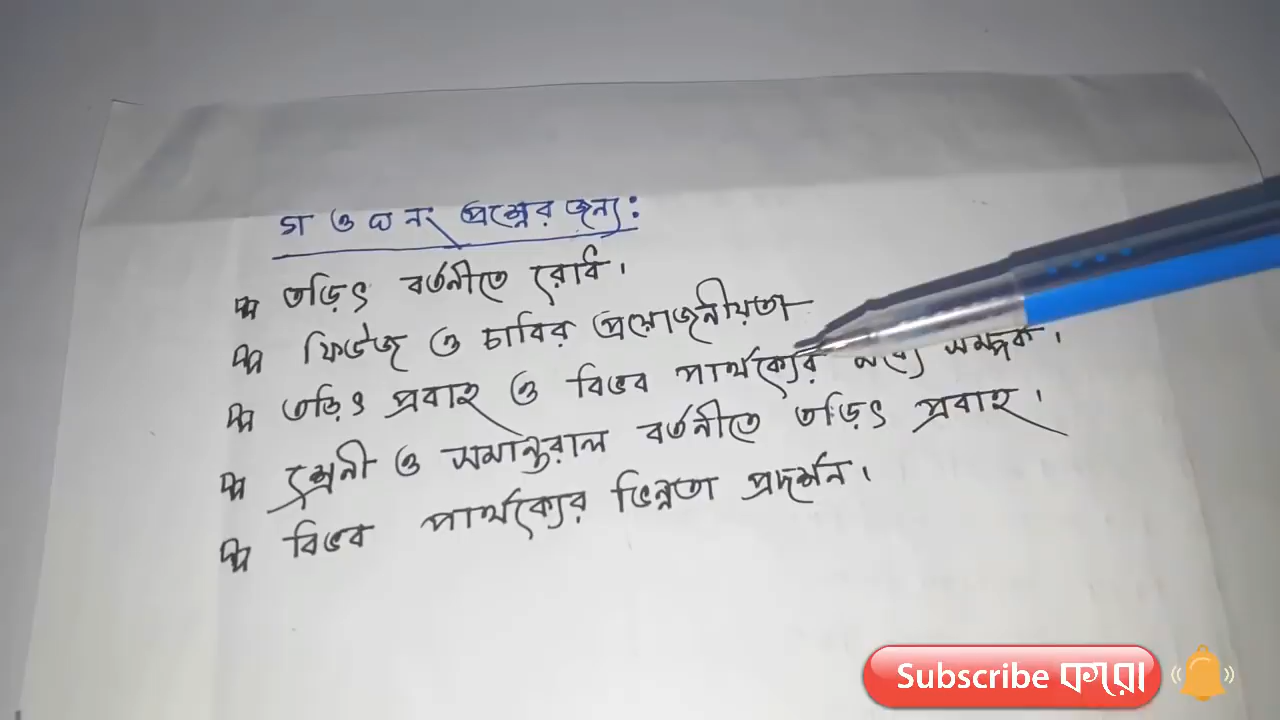 গ ও ঘ নং প্রশ্নের জন্য:
তড়িৎ বর্তনীতে রোধ।
ফিউজ ও চাবির প্রয়োজনীয়তা
তড়িৎ প্রবাহ ও বিভব পার্থক্যের মধ্যে সম্পর্ক।
শ্রেনী ও সমান্তরাল বর্তনীতে তড়িৎ প্রবাহ।
বিভব পার্থক্যের ভিন্নতা প্রদর্শন।
Subscribe করো